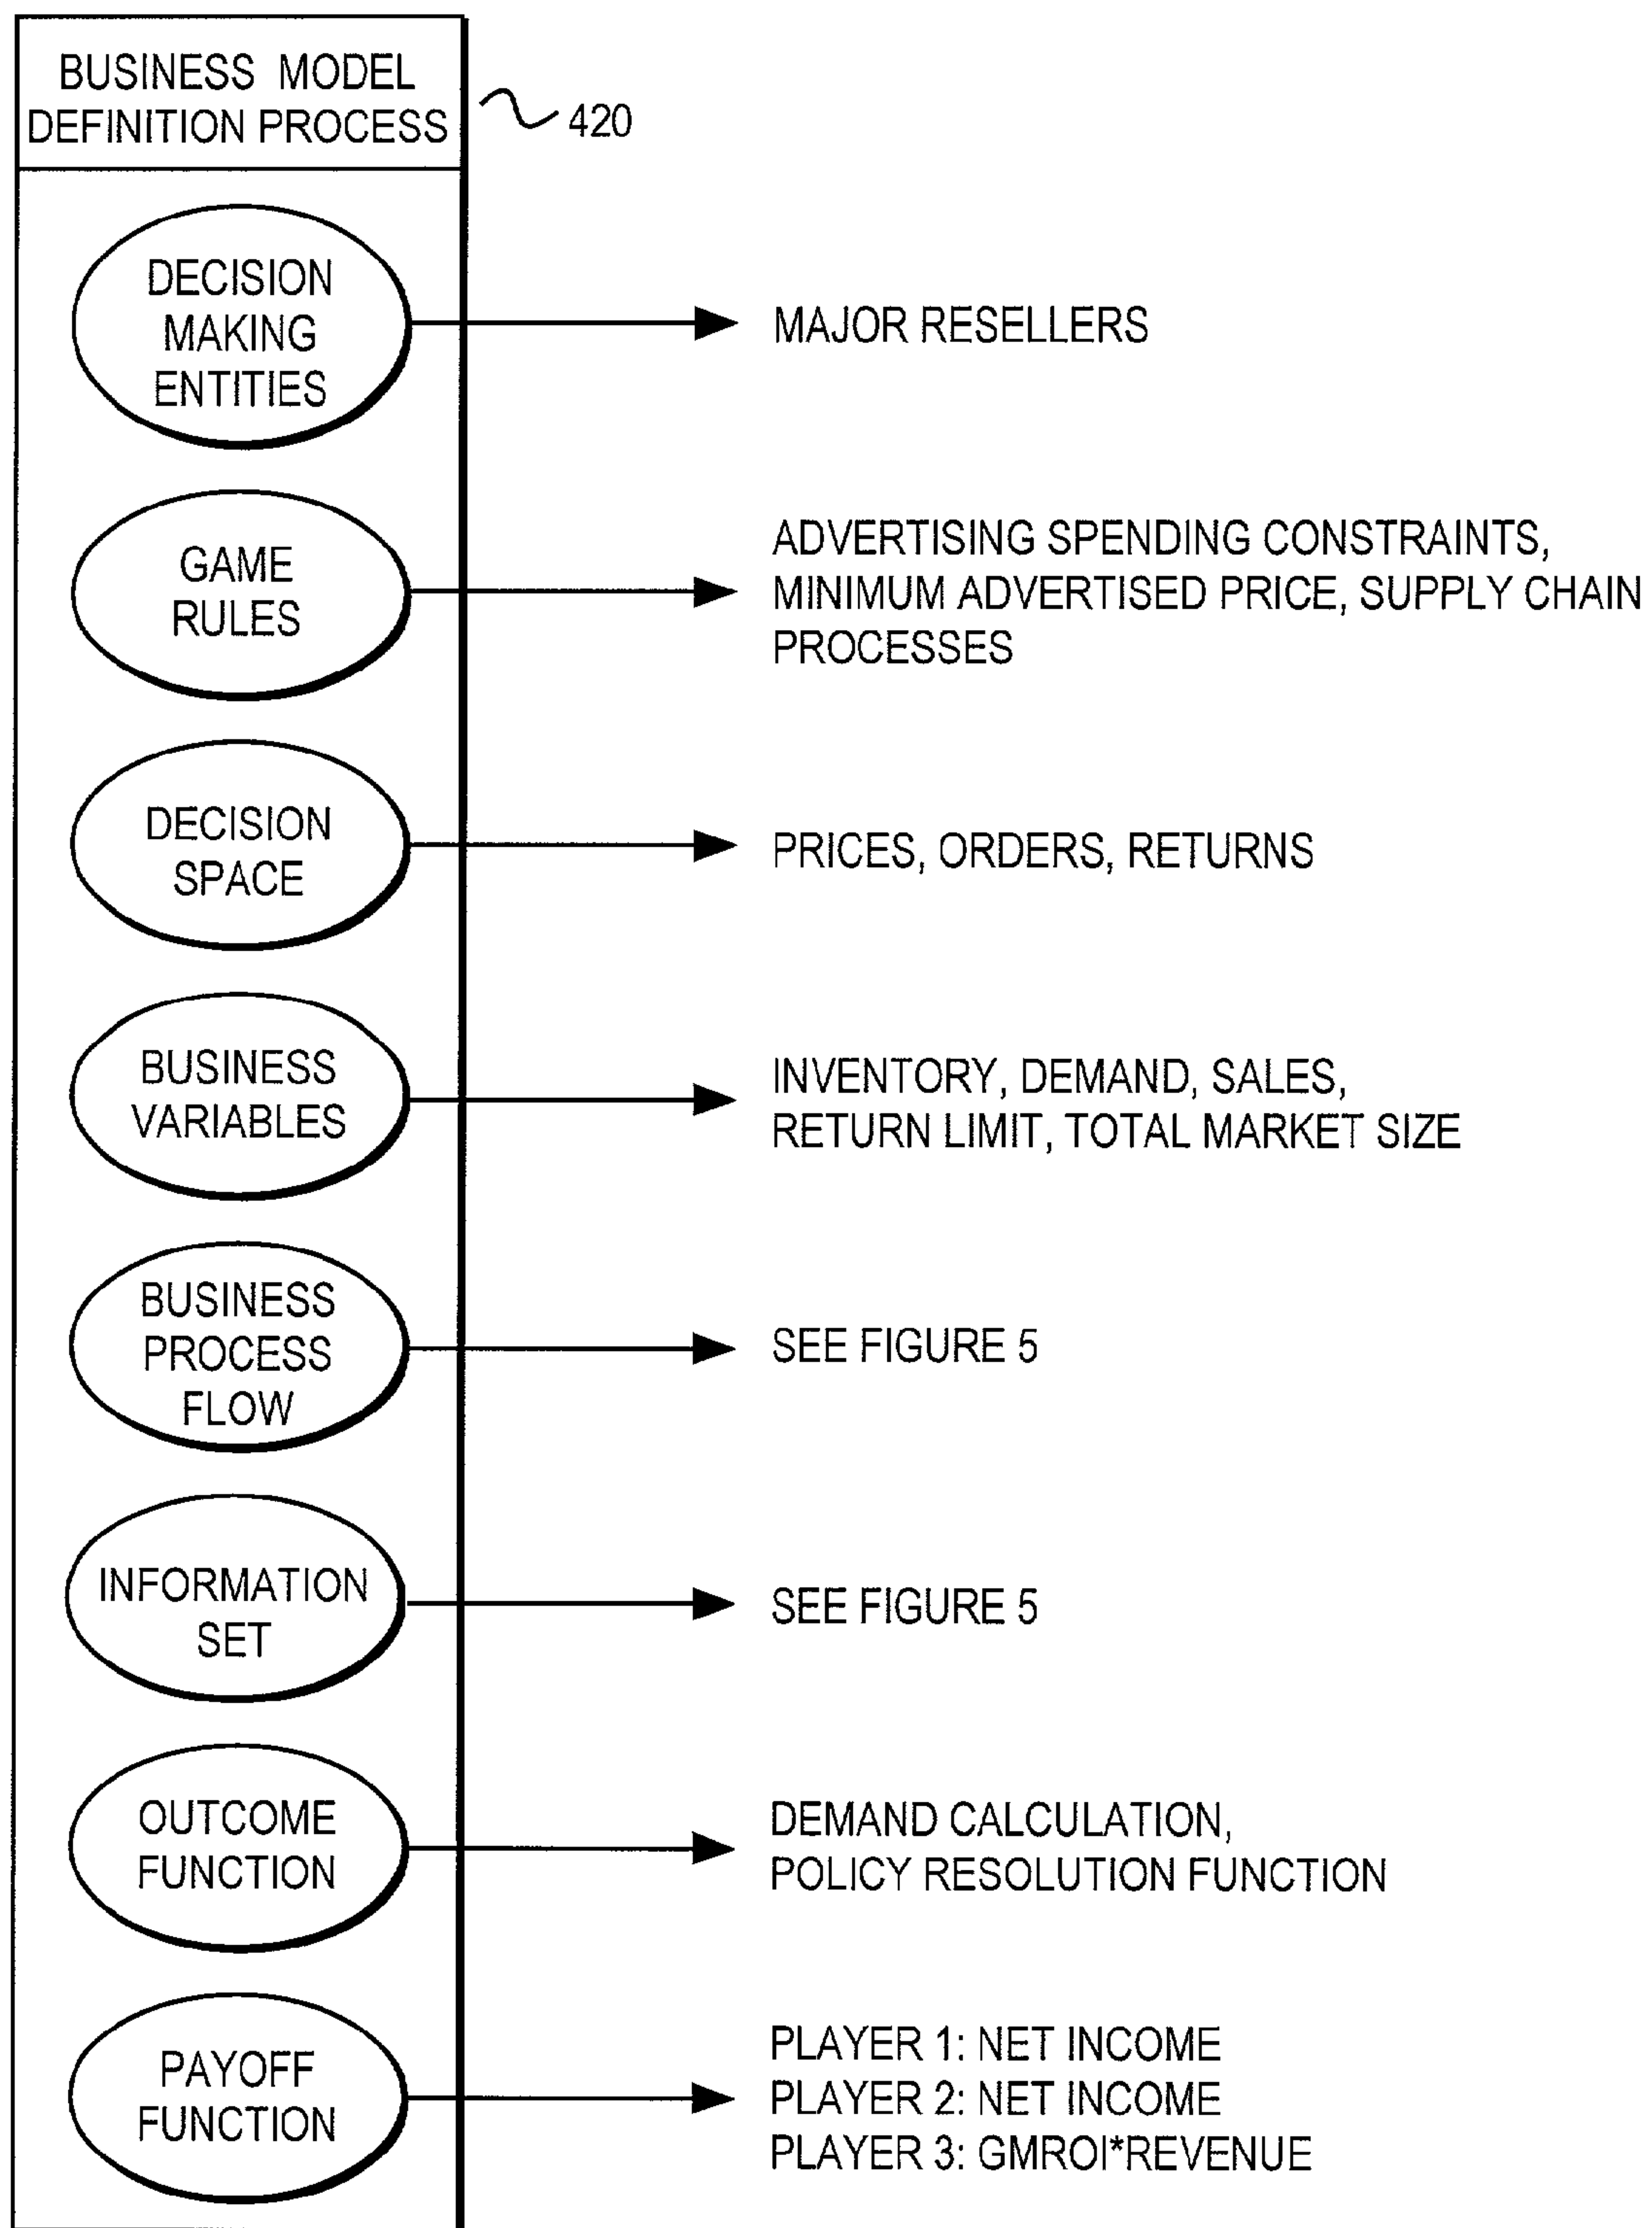 BUSINESS MODEL
DEFINITION PROCESS
420
DECISION
MAKING
ENTITIES
MAJOR RESELLERS
GAME
RULES
ADVERTISING SPENDING CONSTRAINTS,
MINIMUM ADVERTISED PRICE, SUPPLY CHAIN
PROCESSES
DECISION
SPACE
PRICES, ORDERS, RETURNS
BUSINESS
VARIABLES
INVENTORY, DEMAND, SALES,
RETURN LIMIT, TOTAL MARKET SIZE
BUSINESS
PROCESS
FLOW
SEE FIGURE 5
INFORMATION
SET
SEE FIGURE 5
OUTCOME
FUNCTION
DEMAND CALCULATION,
POLICY RESOLUTION FUNCTION
PAYOFF
FUNCTION
PLAYER 1: NET INCOME
PLAYER 2: NET INCOME
PLAYER 3: GMROI*REVENUE